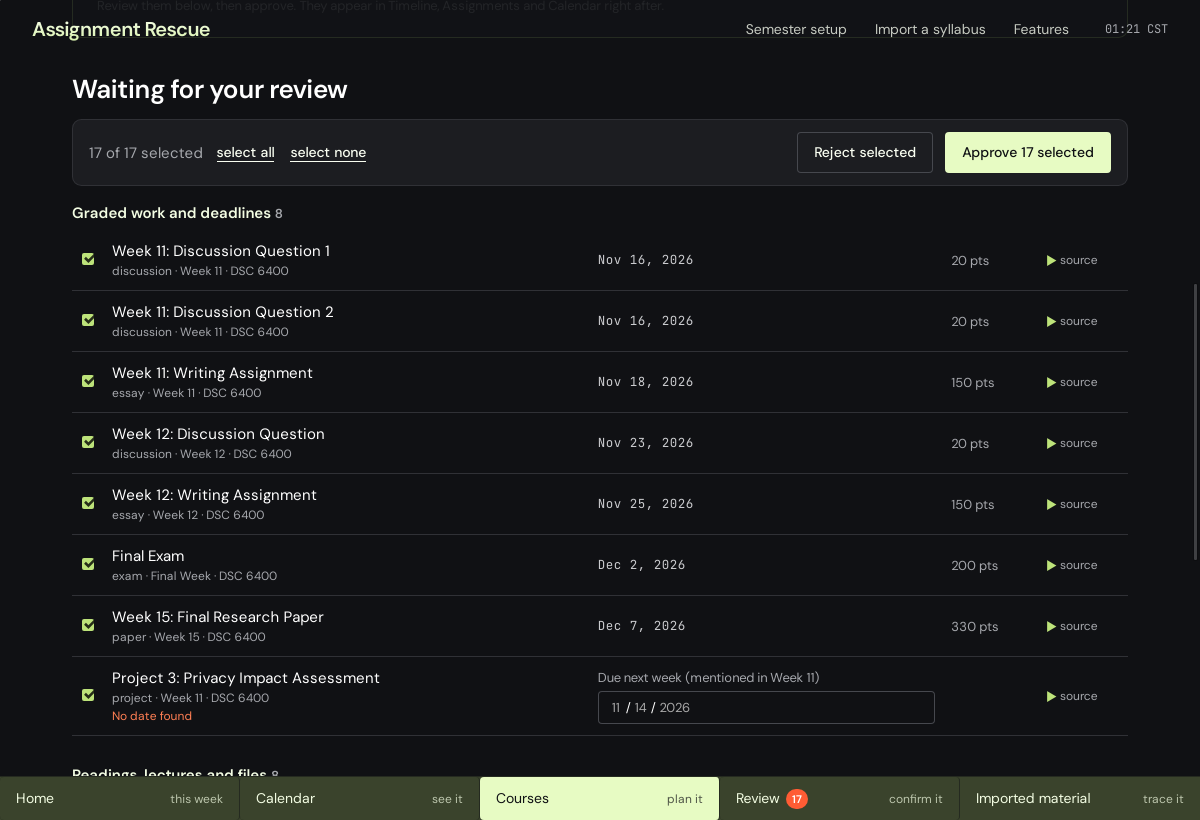 Review them below, then approve. They appear in Timeline, Assignments and Calendar right after.
Assignment Rescue
Semester setup
Import a syllabus
Features
01:21 CST
Waiting for your review
17 of 17 selected
select all
select none
Reject selected
Approve 17 selected
Graded work and deadlines 8
Week 11: Discussion Question 1
discussion · Week 11 · DSC 6400
Nov 16, 2026
20 pts
▶ source
Week 11: Discussion Question 2
discussion · Week 11 · DSC 6400
Nov 16, 2026
20 pts
▶ source
Week 11: Writing Assignment
essay · Week 11 · DSC 6400
Nov 18, 2026
150 pts
▶ source
Week 12: Discussion Question
discussion · Week 12 · DSC 6400
Nov 23, 2026
20 pts
▶ source
Week 12: Writing Assignment
essay · Week 12 · DSC 6400
Nov 25, 2026
150 pts
▶ source
Final Exam
exam · Final Week · DSC 6400
Dec 2, 2026
200 pts
▶ source
Week 15: Final Research Paper
paper · Week 15 · DSC 6400
Dec 7, 2026
330 pts
▶ source
Project 3: Privacy Impact Assessment
project · Week 11 · DSC 6400
No date found
Due next week (mentioned in Week 11)
11 / 14 / 2026
▶ source
Readings, lectures and files 8
Home
this week
Calendar
see it
Courses
plan it
Review 17
confirm it
Imported material
trace it